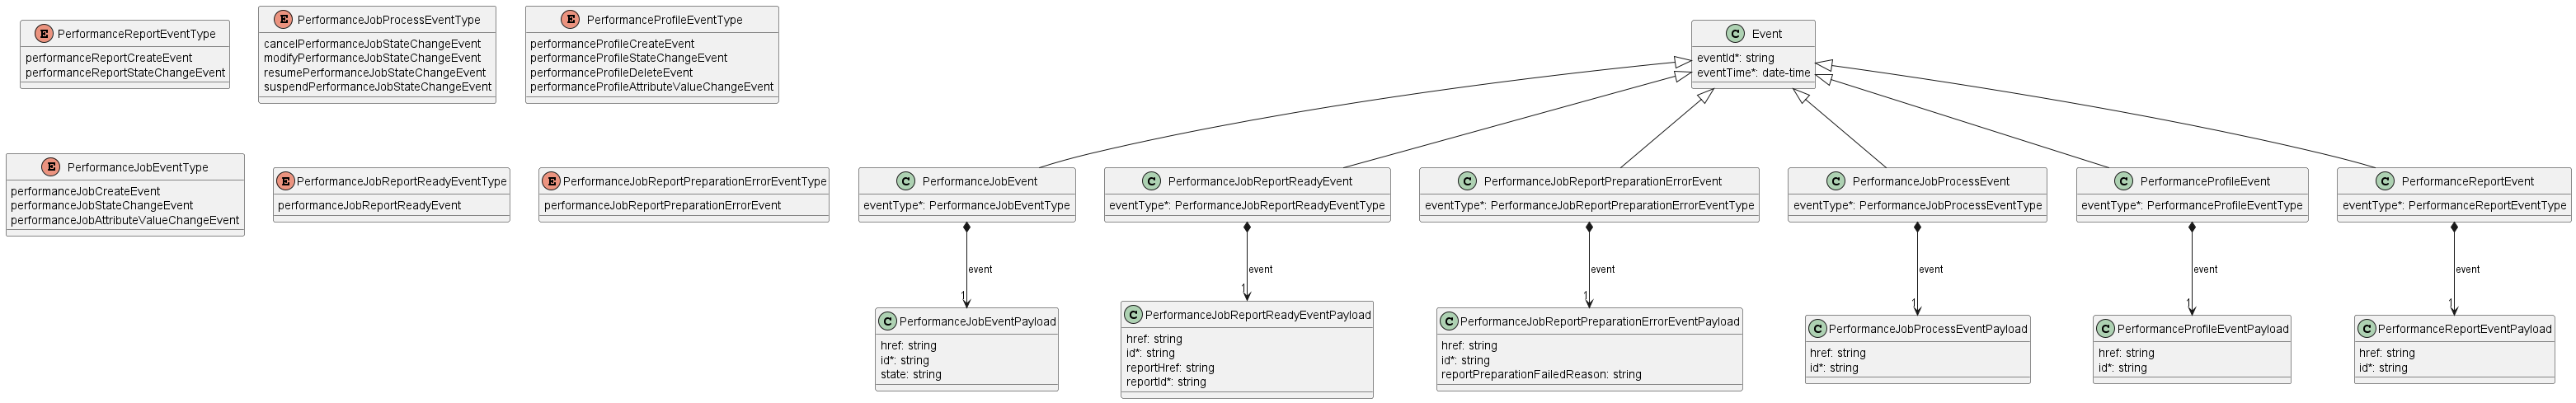 E PerformanceReportEventType
performanceReportCreateEvent
performanceReportStateChangeEvent
E PerformanceJobProcessEventType
cancelPerformanceJobStateChangeEvent
modifyPerformanceJobStateChangeEvent
resumePerformanceJobStateChangeEvent
suspendPerformanceJobStateChangeEvent
E PerformanceProfileEventType
performanceProfileCreateEvent
performanceProfileStateChangeEvent
performanceProfileDeleteEvent
performanceProfileAttributeValueChangeEvent
C Event
eventId*: string
eventTime*: date-time
E PerformanceJobEventType
performanceJobCreateEvent
performanceJobStateChangeEvent
performanceJobAttributeValueChangeEvent
E PerformanceJobReportReadyEventType
performanceJobReportReadyEvent
E PerformanceJobReportPreparationErrorEventType
performanceJobReportPreparationErrorEvent
C PerformanceJobEvent
eventType*: PerformanceJobEventType
C PerformanceJobReportReadyEvent
eventType*: PerformanceJobReportReadyEventType
C PerformanceJobReportPreparationErrorEvent
eventType*: PerformanceJobReportPreparationErrorEventType
C PerformanceJobProcessEvent
eventType*: PerformanceJobProcessEventType
C PerformanceProfileEvent
eventType*: PerformanceProfileEventType
C PerformanceReportEvent
eventType*: PerformanceReportEventType
event
1
event
1
event
1
event
1
event
1
event
1
C PerformanceJobEventPayload
href: string
id*: string
state: string
C PerformanceJobReportReadyEventPayload
href: string
id*: string
reportHref: string
reportId*: string
C PerformanceJobReportPreparationErrorEventPayload
href: string
id*: string
reportPreparationFailedReason: string
C PerformanceJobProcessEventPayload
href: string
id*: string
C PerformanceProfileEventPayload
href: string
id*: string
C PerformanceReportEventPayload
href: string
id*: string